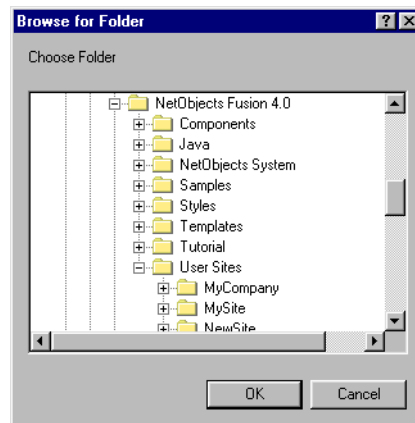 Browse for Folder
Choose Folder
NetObjects Fusion 4.0
Components
Java
NetObjects System
Samples
Styles
Templates
Tutorial
User Sites
MyCompany
MySite
NewSite
OK Cancel